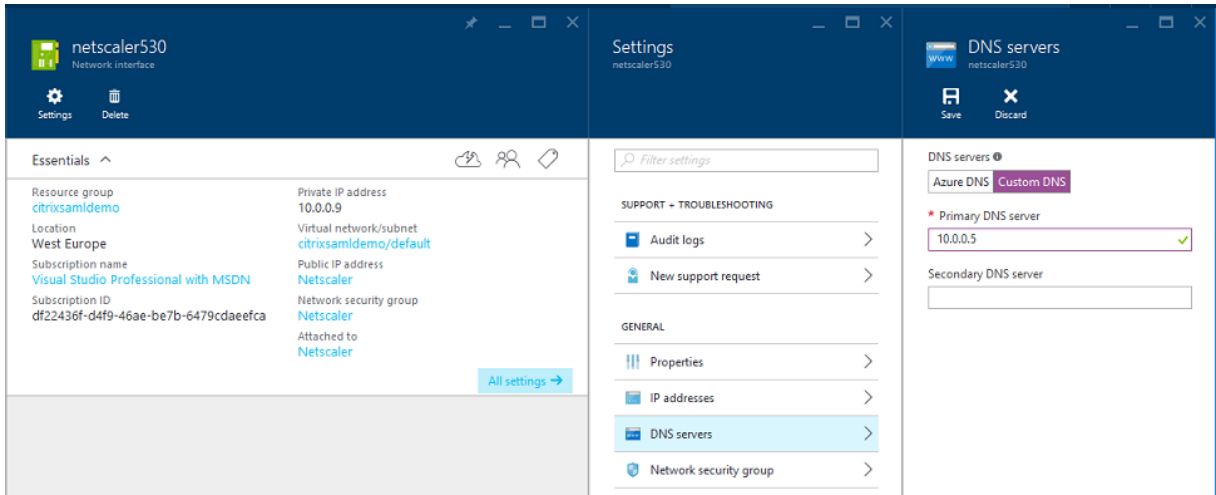 netscaler530
Network interface
Settings
Delete
Essentials
Resource group
citrixsamldemo
Location
West Europe
Subscription name
Visual Studio Professional with MSDN
Subscription ID
df22436f-d4f9-46ae-be7b-6479cdaeefca
Private IP address
10.0.0.9
Virtual network/subnet
citrixsamldemo/default
Public IP address
Netscaler
Network security group
Netscaler
Attached to
Netscaler
All settings
Settings
netscaler530
Filter settings
SUPPORT + TROUBLESHOOTING
Audit logs
New support request
GENERAL
Properties
IP addresses
DNS servers
Network security group
www
DNS servers
netscaler530
Save
Discard
DNS servers
Azure DNS Custom DNS
* Primary DNS server
10.0.0.5
Secondary DNS server